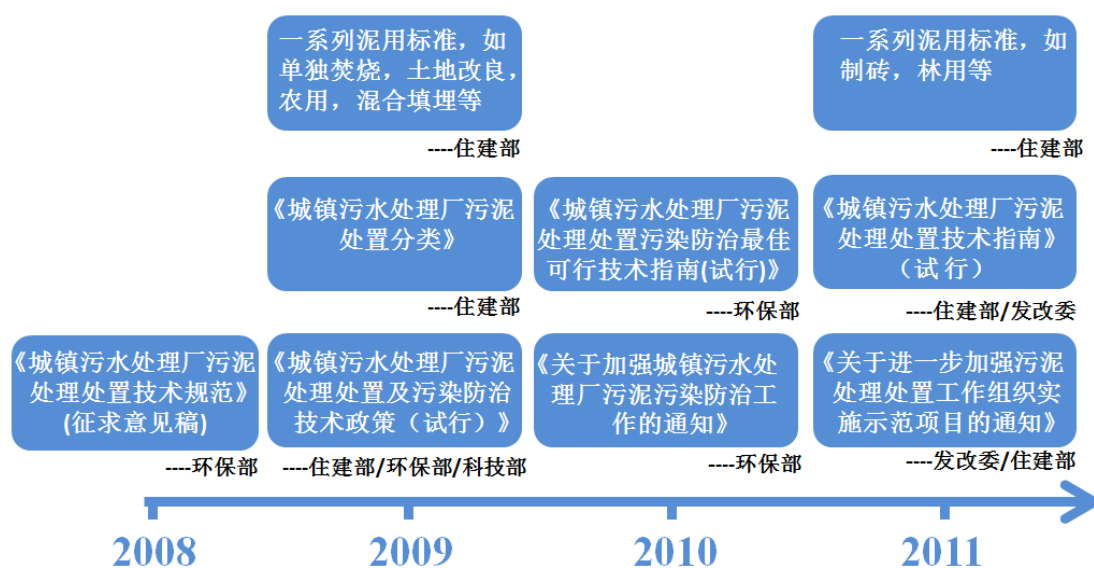 一系列泥用标准，如
单独焚烧，土地改良，
农用，混合填埋等
----住建部
一系列泥用标准，如
制砖，林用等
----住建部
《城镇污水处理厂污泥
处置分类》
----住建部
《城镇污水处理厂污泥
处理处置污染防治最佳
可行技术指南(试行)》
----环保部
《城镇污水处理厂污泥
处理处置技术指南》
（试行）
----住建部/发改委
《城镇污水处理厂污泥
处理处置技术规范》
(征求意见稿)
----环保部
《城镇污水处理厂污泥
处理处置及污染防治
技术政策（试行）》
----住建部/环保部/科技部
《关于加强城镇污水处
理厂污泥污染防治工
作的通知》
----环保部
《关于进一步加强污泥
处理处置工作组织实
施示范项目的通知》
----发改委/住建部
2008
2009
2010
2011